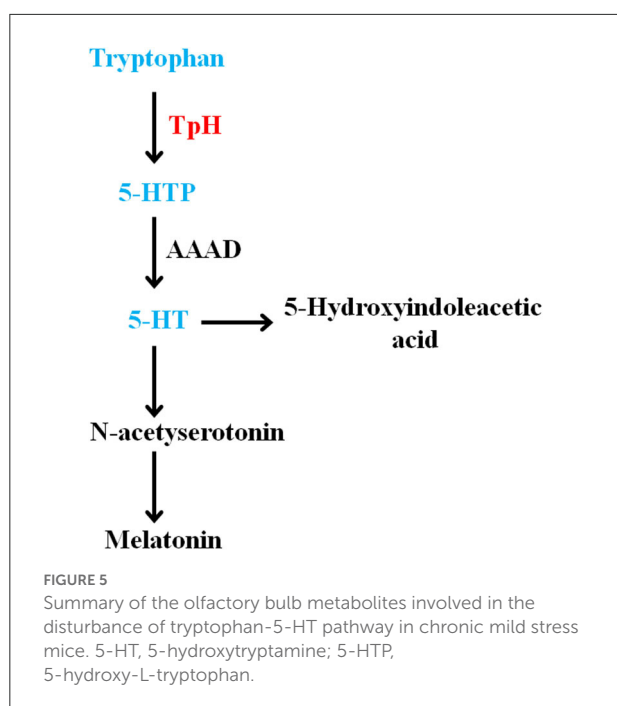 Tryptophan
TpH
5-HTP
AAAD
5-HT
5-Hydroxyindoleacetic
acid
N-acetyserotonin
Melatonin
FIGURE 5
Summary of the olfactory bulb metabolites involved in the
disturbance of tryptophan-5-HT pathway in chronic mild stress
mice. 5-HT, 5-hydroxytryptamine; 5-HTP,
5-hydroxy-L-tryptophan.